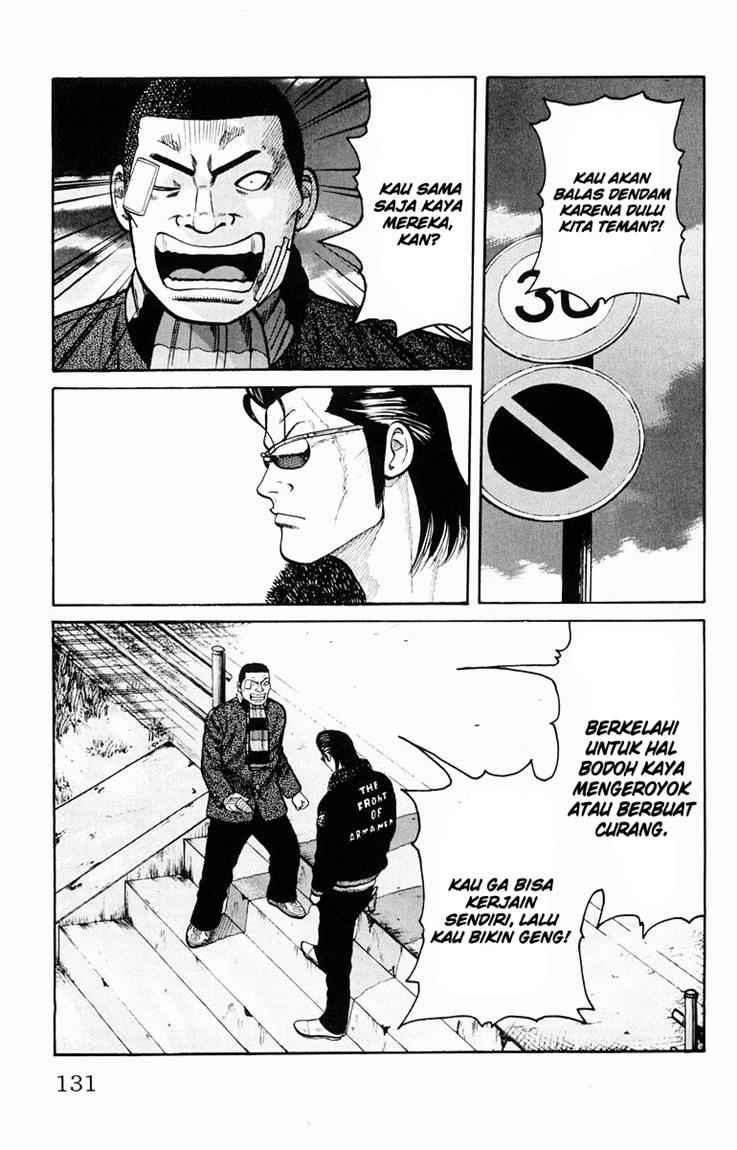 KAU AKAN
BALAS DENDAM
KARENA DULU
KITA TEMAN?!
30
KAU SAMA
SAJA KAYA
MEREKA,
KAN?
BERKELAHI
UNTUK HAL
BODOH KAYA
MENGEROYOK
ATAU BERBUAT
CURANG.
KAU GA BISA
KERJAIN
SENDIRI, LALU
KAU BIKIN GENG!
THE
FRONT
OF
131